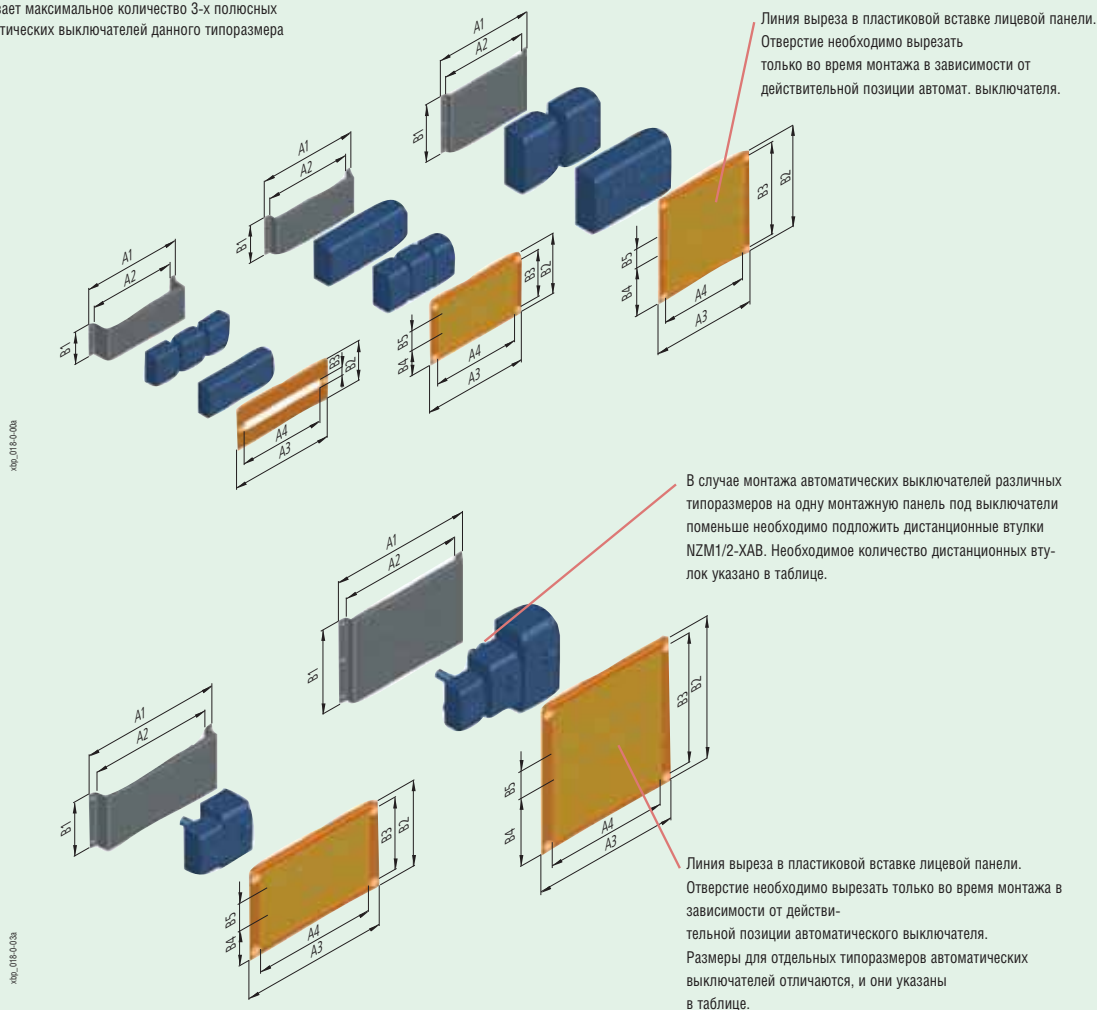 вает максимальное количество 3-х полюсных
тических выключателей данного типоразмера
Линия выреза в пластиковой вставке лицевой панели.
Отверстие необходимо вырезать
только во время монтажа в зависимости от
действительной позиции автомат. выключателя.
A1
A2
B1
A1
A2
B1
B3
B2
B5
B4
A4
A3
A1
A2
B1
B3
B2
B5
B4
A4
A3
B3
B2
A4
A3
xbp_018-0-00a
В случае монтажа автоматических выключателей различных
типоразмеров на одну монтажную панель под выключатели
поменьше необходимо подложить дистанционные втулки
NZM1/2-XAB. Необходимое количество дистанционных вту-
лок указано в таблице.
A1
A2
B1
B3
B2
B5
B4
A4
A3
A1
A2
B1
B3
B2
B5
B4
A4
A3
xbp_018-0-03a
Линия выреза в пластиковой вставке лицевой панели.
Отверстие необходимо вырезать только во время монтажа в
зависимости от действи-
тельной позиции автоматического выключателя.
Размеры для отдельных типоразмеров автоматических
выключателей отличаются, и они указаны
в таблице.